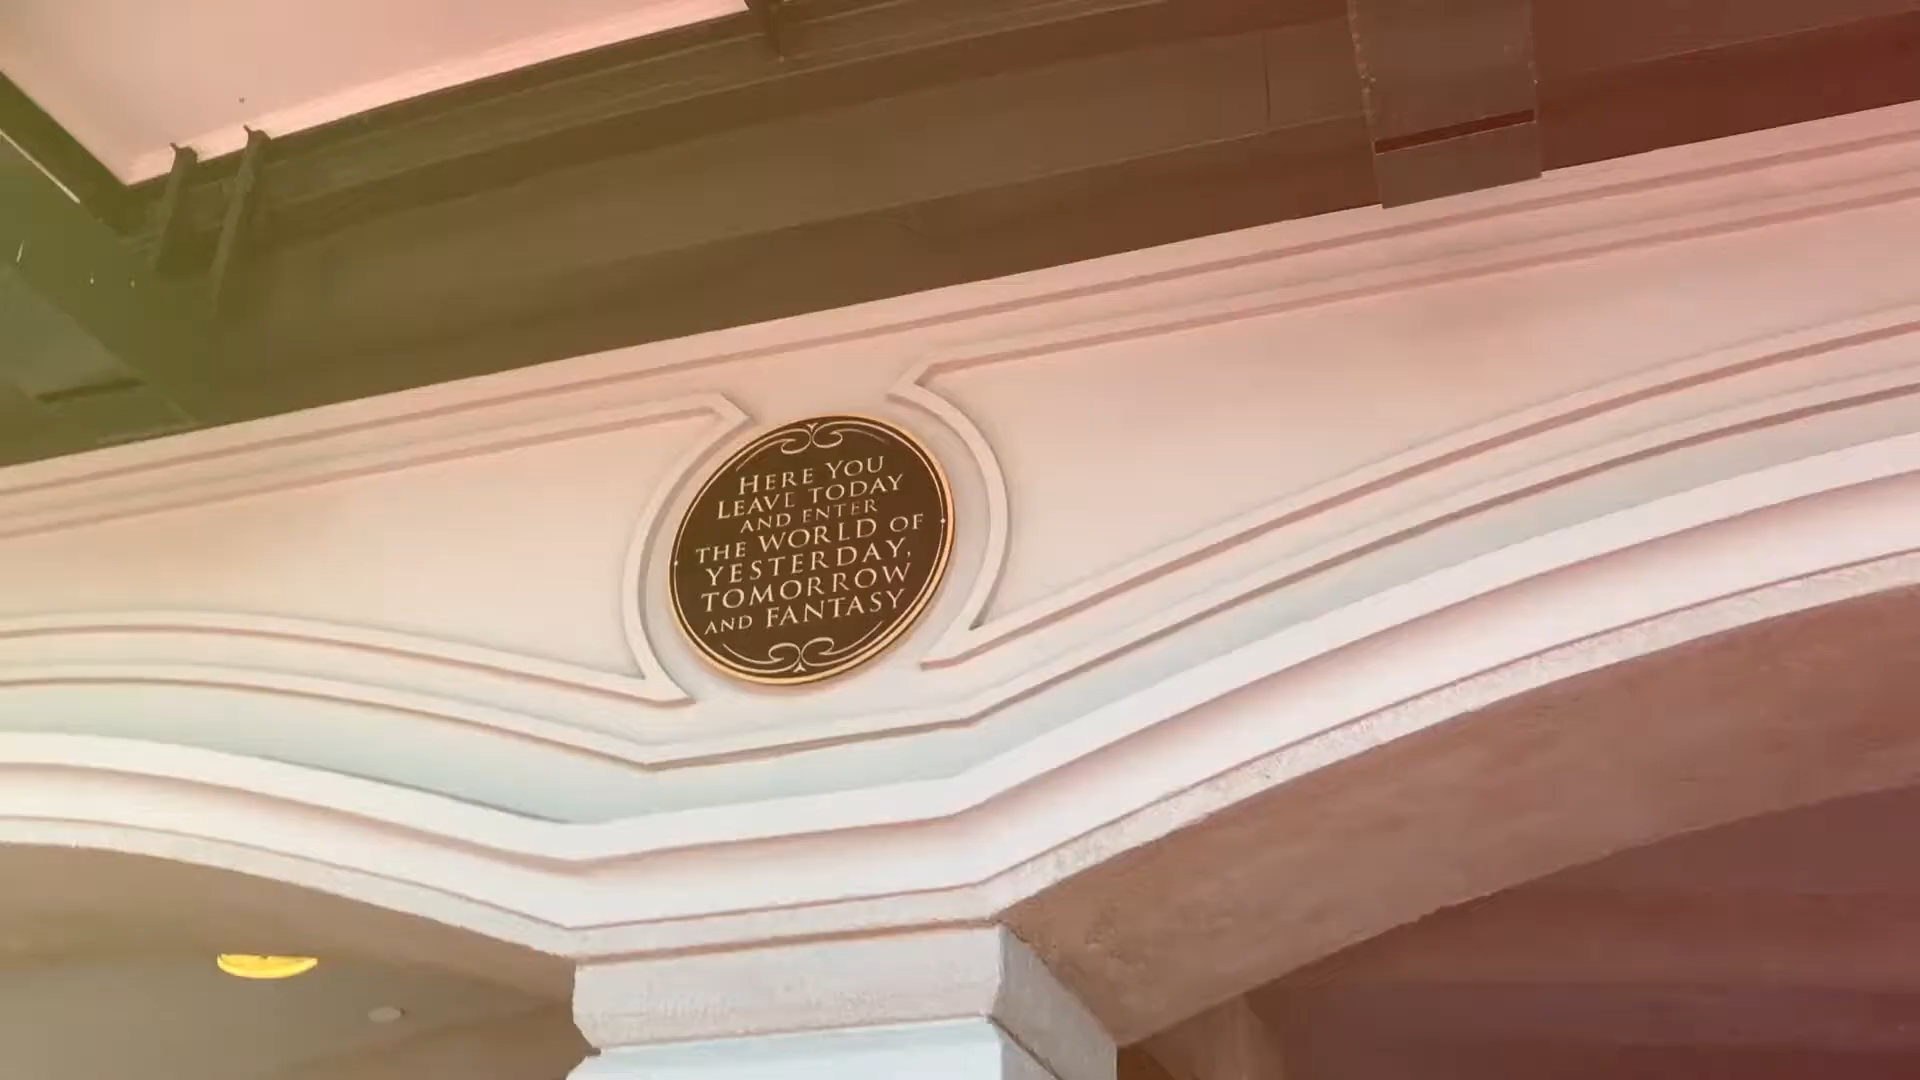 HERE YOU
LEAVE TODAY
AND ENTER
THE WORLD OF
YESTERDAY,
TOMORROW
AND FANTASY